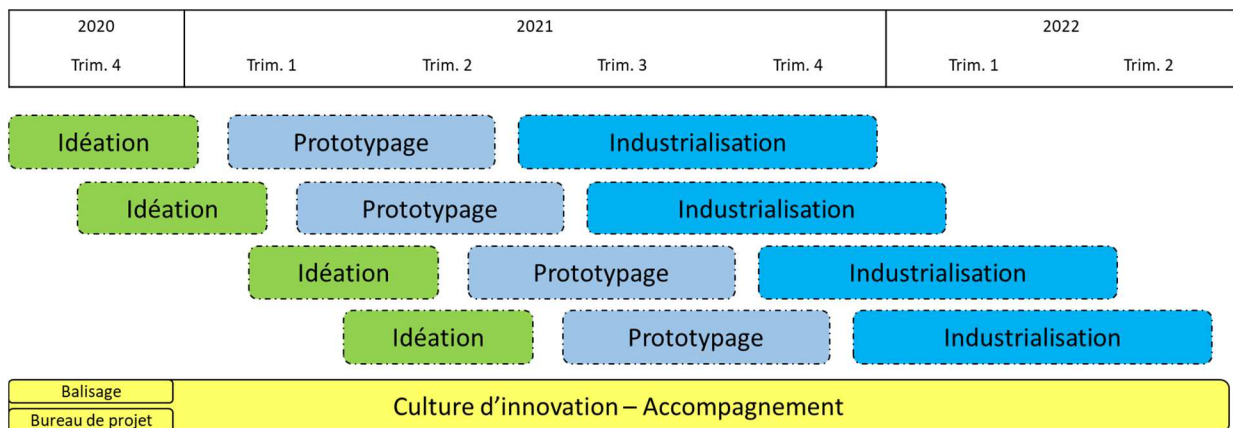 2020 2021 2022
Trim. 4 Trim. 1 Trim. 2 Trim. 3 Trim. 4 Trim. 1 Trim. 2
Idéation Prototypage Industrialisation
Idéation Prototypage Industrialisation
Idéation Prototypage Industrialisation
Idéation Prototypage Industrialisation
Balisage
Culture d’innovation – Accompagnement
Bureau de projet